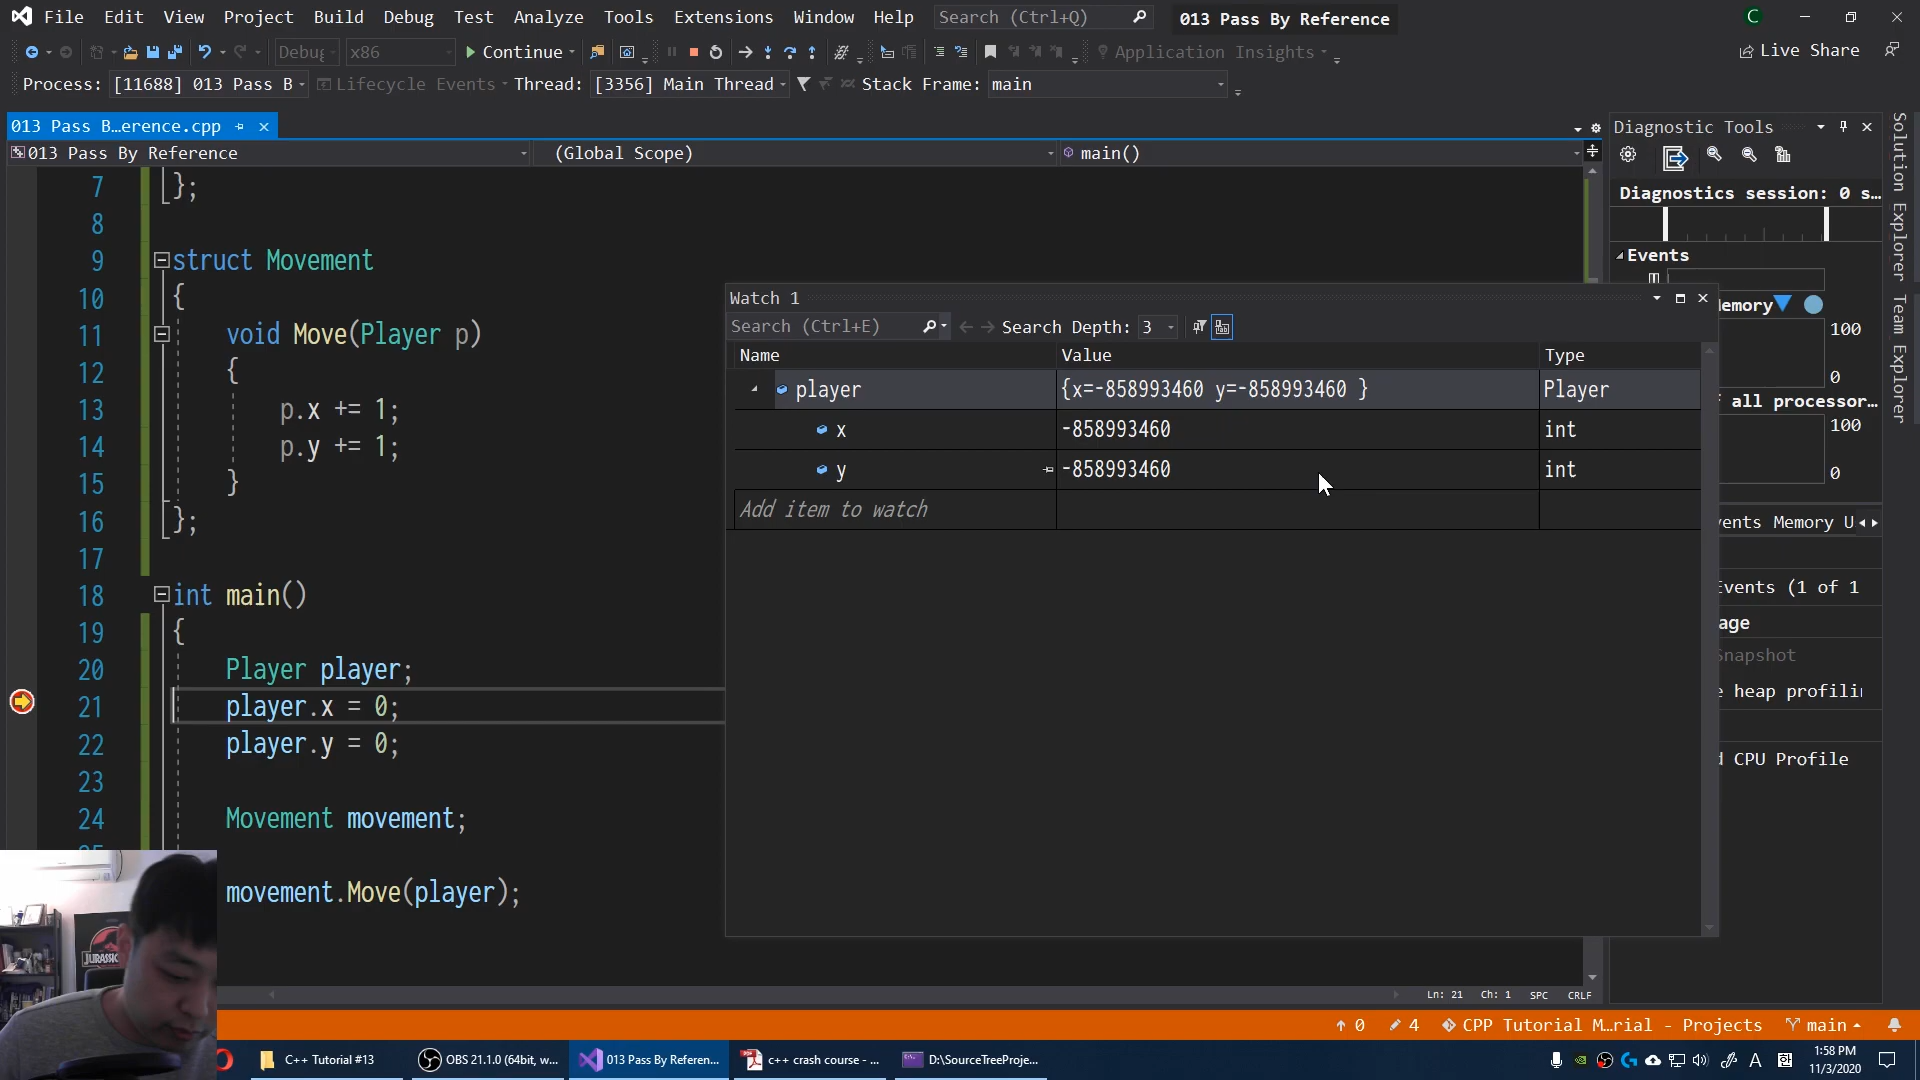 File Edit View Project Build Debug Test Analyze Tools Extensions Window Help Search (Ctrl+Q) 013 Pass By Reference C
Debug x86 Continue Application Insights Live Share
Process: [11688] 013 Pass B Lifecycle Events Thread: [3356] Main Thread Stack Frame: main
013 Pass B…erence.cpp
013 Pass By Reference (Global Scope) main()
7 };
8
9 struct Movement
10 {
11 void Move(Player p)
12 {
13 p.x += 1;
14 p.y += 1;
15 }
16 };
17
18 int main()
19 {
20 Player player;
21 player.x = 0;
22 player.y = 0;
23
24 Movement movement;
movement.Move(player);
Watch 1
Search (Ctrl+E) Search Depth: 3
Name Value Type
player {x=-858993460 y=-858993460 } Player
x -858993460 int
y -858993460 int
Add item to watch
Diagnostic Tools
Diagnostics session: 0 s…
Events
emory
100
0
f all processor…
100
0
vents Memory U
Events (1 of 1
age
Snapshot
e heap profilin
CPU Profile
Solution Explorer
Team Explorer
Ln: 21 Ch: 1 SPC CRLF
0 4 CPP Tutorial M…rial - Projects main
JURASSIC
C++ Tutorial #13 OBS 21.1.0 (64bit, w... 013 Pass By Referen... c++ crash course - ... D:\SourceTreeProje... A 한 1:58 PM
11/3/2020